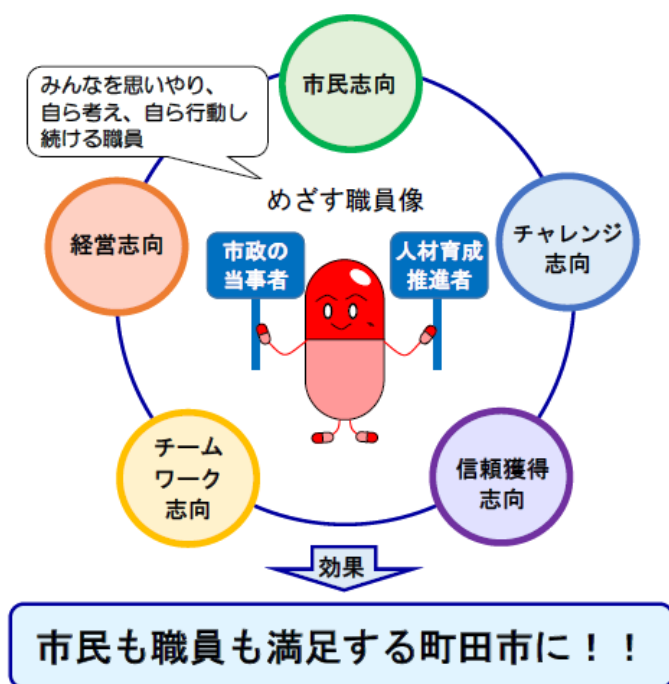 市民志向
みんなを思いやり、
自ら考え、自ら行動し
続ける職員
めざす職員像
経営志向
市政の
当事者
人材育成
推進者
チャレンジ
志向
チーム
ワーク
志向
信頼獲得
志向
効果
市民も職員も満足する町田市に！！